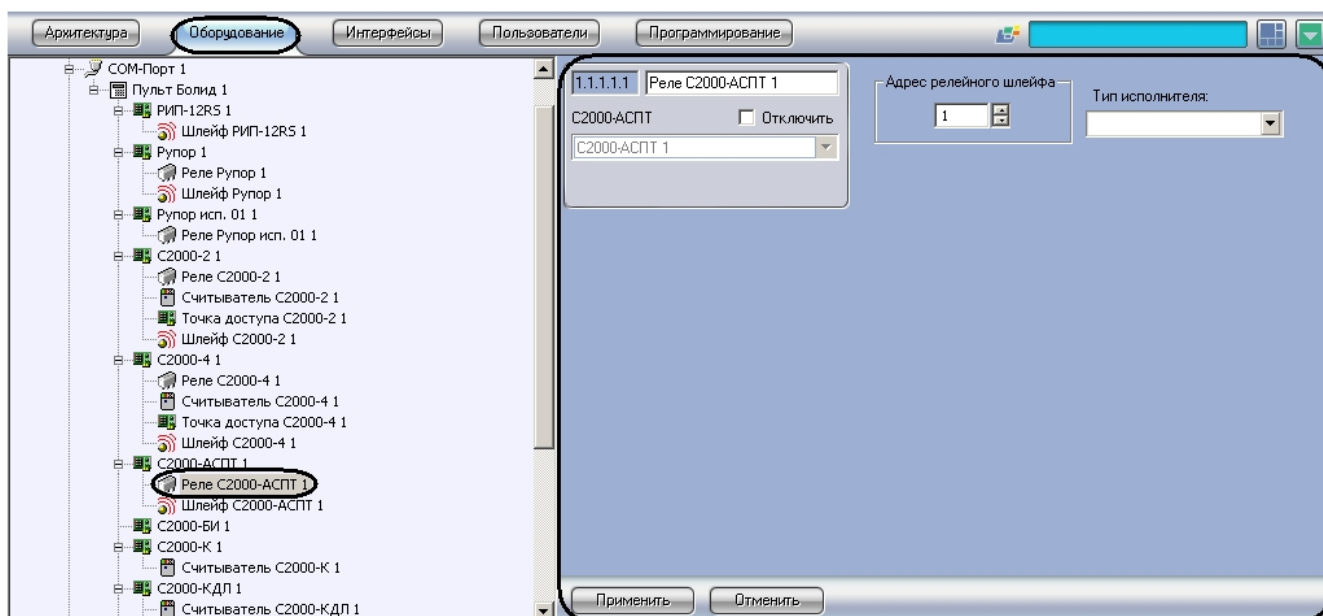 Архитектура Оборудование Интерфейсы Пользователи Программирование
COM-Порт 1
Пульт Болид 1
РИП-12RS 1
Шлейф РИП-12RS 1
Рупор 1
Реле Рупор 1
Шлейф Рупор 1
Рупор исп. 01 1
Реле Рупор исп. 01 1
С2000-2 1
Реле С2000-2 1
Считыватель С2000-2 1
Точка доступа С2000-2 1
Шлейф С2000-2 1
С2000-4 1
Реле С2000-4 1
Считыватель С2000-4 1
Точка доступа С2000-4 1
Шлейф С2000-4 1
С2000-АСПТ 1
Реле С2000-АСПТ 1
Шлейф С2000-АСПТ 1
С2000-БИ 1
С2000-К 1
Считыватель С2000-К 1
С2000-КДЛ 1
Считыватель С2000-КДЛ 1
1.1.1.1.1 Реле С2000-АСПТ 1
С2000-АСПТ Отключить
С2000-АСПТ 1
Адрес релейного шлейфа
1
Тип исполнителя:
Применить Отменить